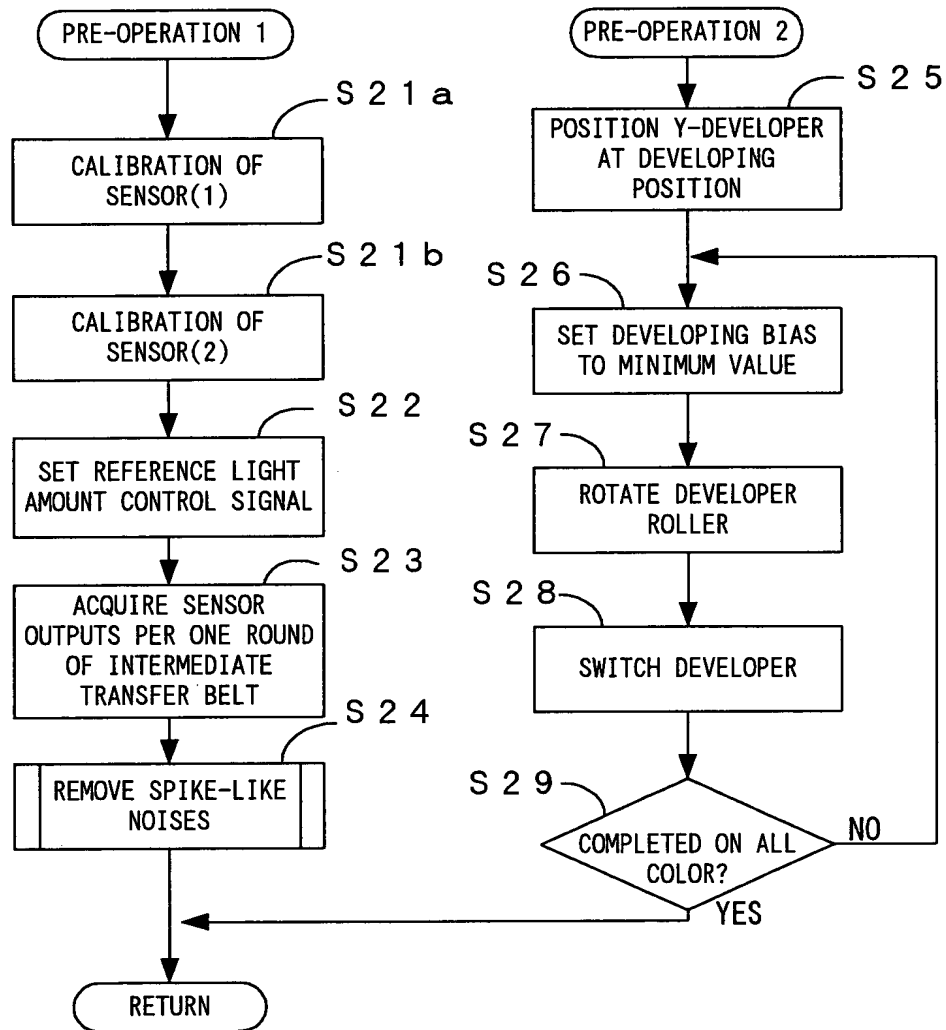 PRE-OPERATION 1
S21a
CALIBRATION OF
SENSOR(1)
S21b
CALIBRATION OF
SENSOR(2)
S22
SET REFERENCE LIGHT
AMOUNT CONTROL SIGNAL
S23
ACQUIRE SENSOR
OUTPUTS PER ONE ROUND
OF INTERMEDIATE
TRANSFER BELT
S24
REMOVE SPIKE-LIKE
NOISES
RETURN
PRE-OPERATION 2
S25
POSITION Y-DEVELOPER
AT DEVELOPING
POSITION
S26
SET DEVELOPING BIAS
TO MINIMUM VALUE
S27
ROTATE DEVELOPER
ROLLER
S28
SWITCH DEVELOPER
S29
COMPLETED ON ALL
COLOR?
NO
YES